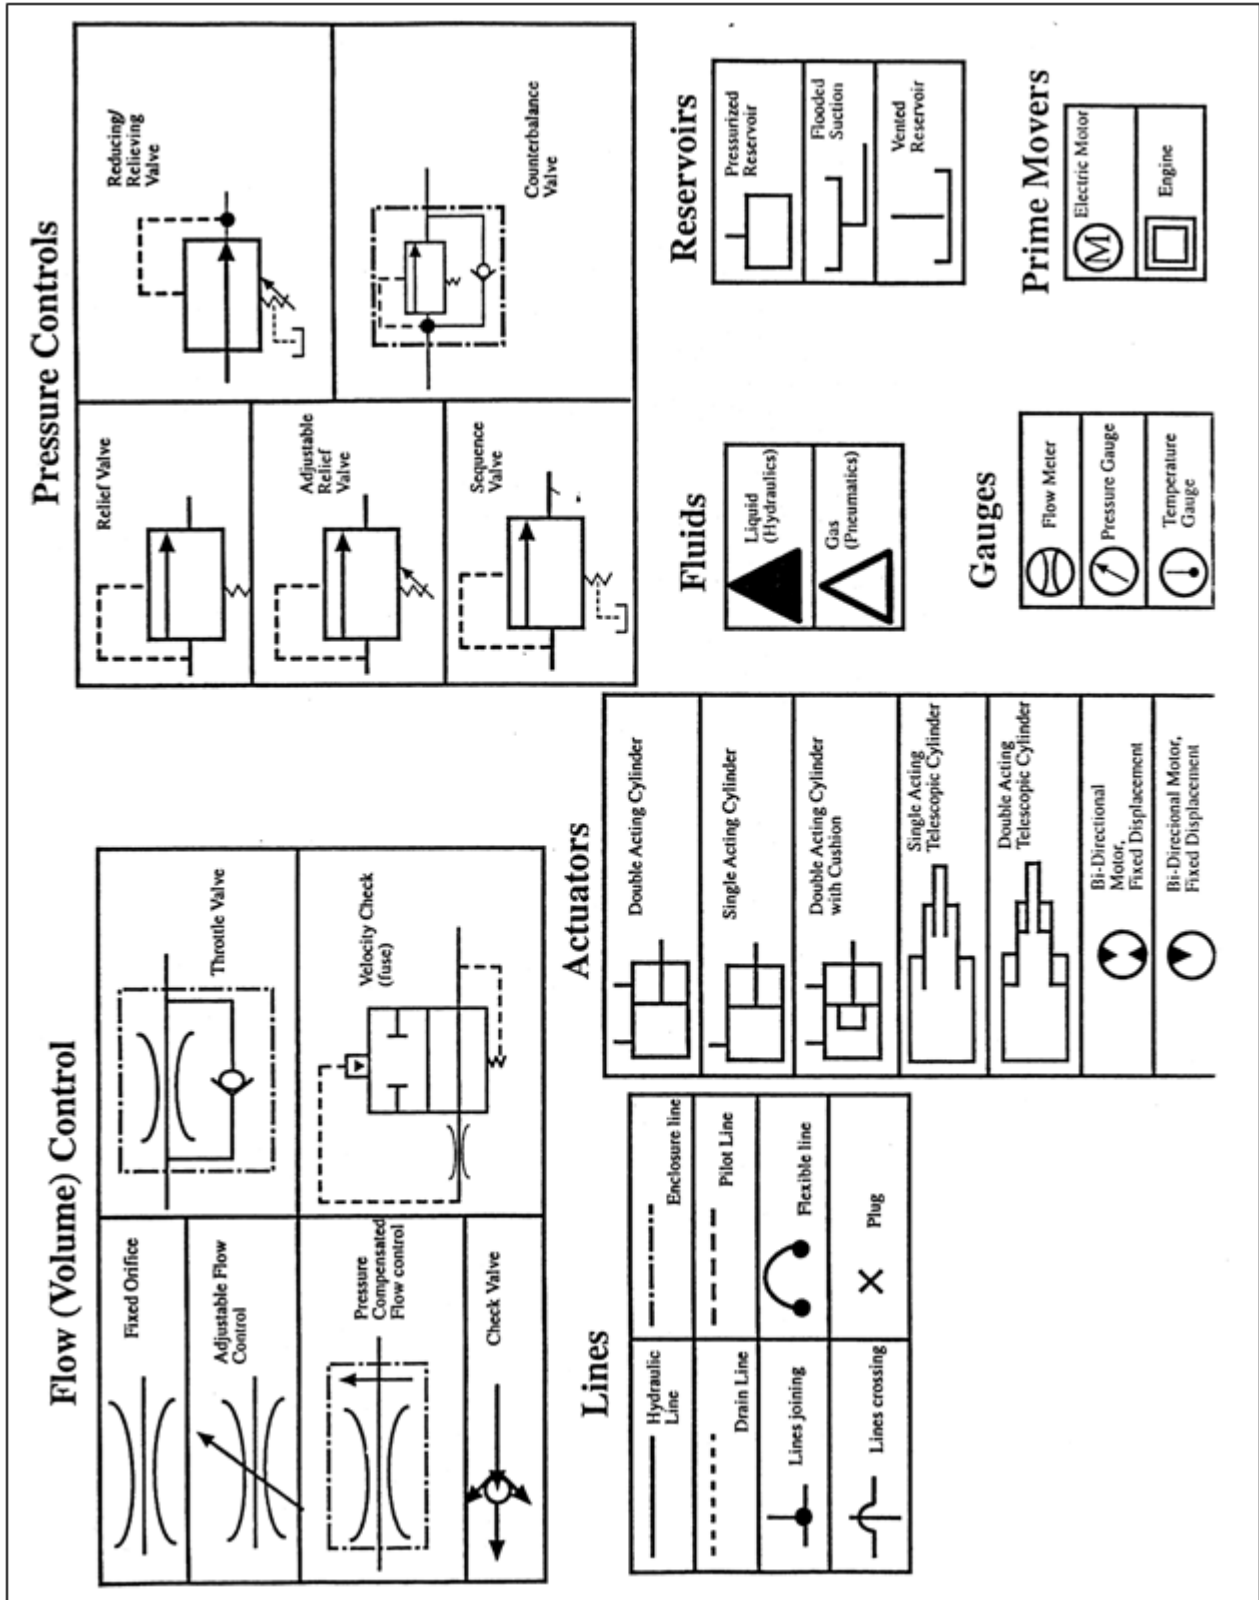 Flow (Volume) Control
Fixed Orifice
Adjustable Flow
Control
Pressure
Compensated
Flow control
Check Valve
Throttle Valve
Velocity Check
(fuse)
Pressure Controls
Relief Valve
Adjustable
Relief
Valve
Sequence
Valve
Reducing/
Relieving
Valve
Counterbalance
Valve
Lines
Hydraulic
Line
Enclosure line
Drain Line
Pilot Line
Lines joining
Flexible line
Lines crossing
Plug
Actuators
Double Acting Cylinder
Single Acting Cylinder
Double Acting Cylinder
with Cushion
Single Acting
Telescopic Cylinder
Double Acting
Telescopic Cylinder
Bi-Directional
Motor,
Fixed Displacement
Bi-Direcional Motor,
Fixed Displacement
Fluids
Liquid
(Hydraulics)
Gas
(Pneumatics)
Reservoirs
Pressurized
Reservoir
Flooded
Suction
Vented
Reservoir
Gauges
Flow Meter
Pressure Gauge
Temperature
Gauge
Prime Movers
M
Electric Motor
Engine